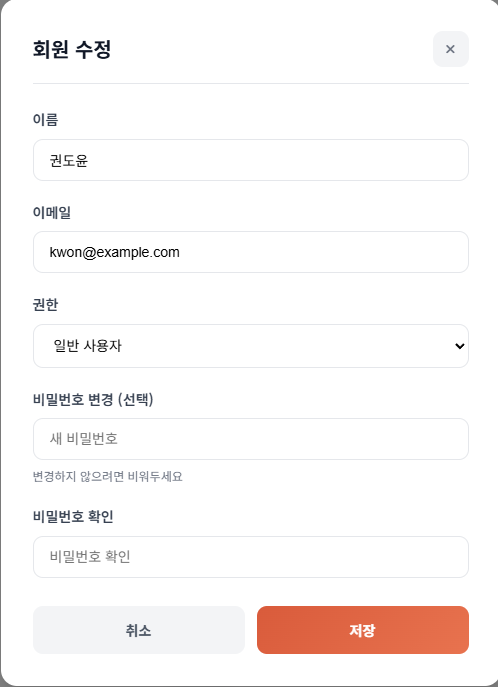 회원 수정
×
이름
권도윤
이메일
kwon@example.com
권한
일반 사용자
비밀번호 변경 (선택)
새 비밀번호
변경하지 않으려면 비워두세요
비밀번호 확인
비밀번호 확인
취소
저장